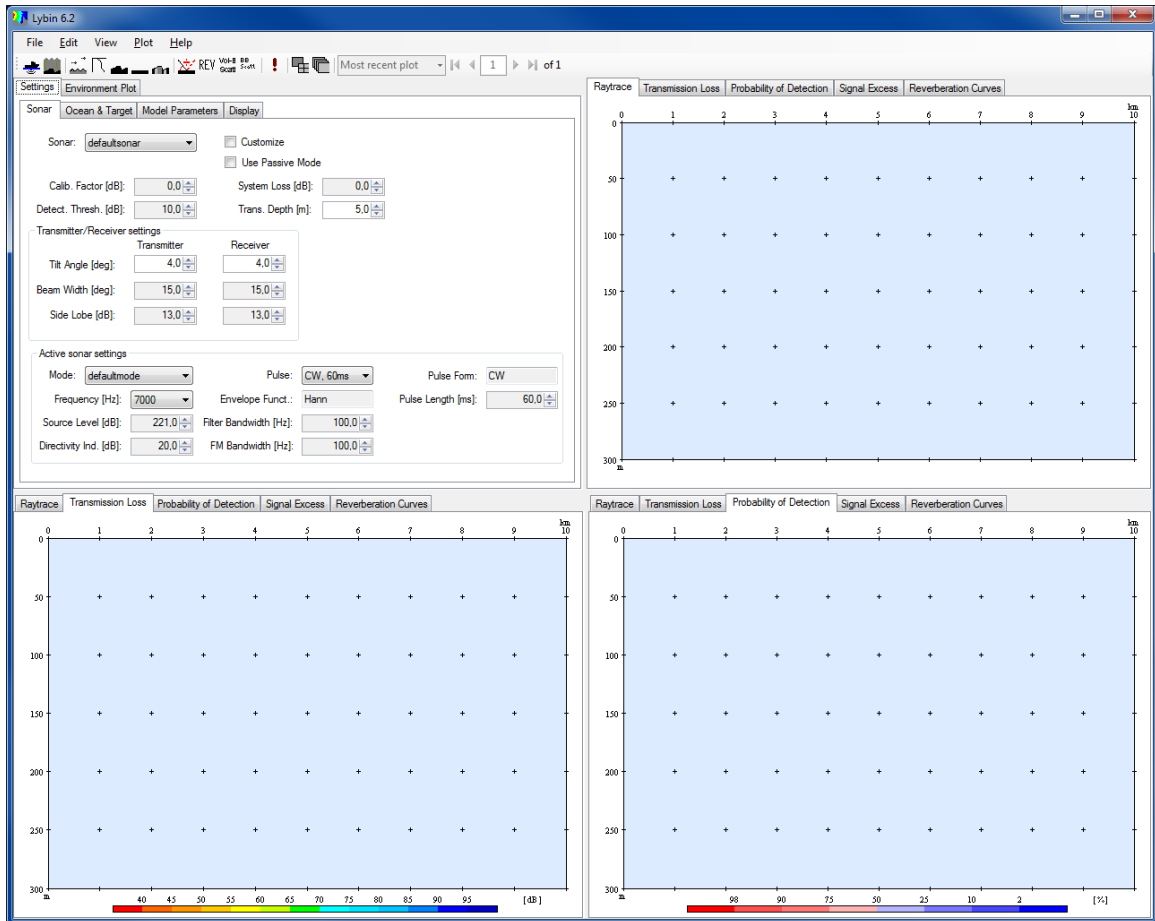 Lybin 6.2
File Edit View Plot Help
REV Vol-B Scatt BB Scatt ! Most recent plot 1 of 1
Settings Environment Plot
Sonar Ocean & Target Model Parameters Display
Sonar: defaultsonar Customize
Use Passive Mode
Calib. Factor [dB]: 0,0 System Loss [dB]: 0,0
Detect. Thresh. [dB]: 10,0 Trans. Depth [m]: 5,0
Transmitter/Receiver settings
Transmitter Receiver
Tilt Angle [deg]: 4,0 4,0
Beam Width [deg]: 15,0 15,0
Side Lobe [dB]: 13,0 13,0
Active sonar settings
Mode: defaultmode Pulse: CW, 60ms Pulse Form: CW
Frequency [Hz]: 7000 Envelope Funct.: Hann Pulse Length [ms]: 60,0
Source Level [dB]: 221,0 Filter Bandwidth [Hz]: 100,0
Directivity Ind. [dB]: 20,0 FM Bandwidth [Hz]: 100,0
Raytrace Transmission Loss Probability of Detection Signal Excess Reverberation Curves
km
0 1 2 3 4 5 6 7 8 9 10
0
50
100
150
200
250
300
m
Raytrace Transmission Loss Probability of Detection Signal Excess Reverberation Curves
km
0 1 2 3 4 5 6 7 8 9 10
0
50
100
150
200
250
300
m
40 45 50 55 60 65 70 75 80 85 90 95 [dB]
Raytrace Transmission Loss Probability of Detection Signal Excess Reverberation Curves
km
0 1 2 3 4 5 6 7 8 9 10
0
50
100
150
200
250
300
m
98 90 75 50 25 10 2 [%]